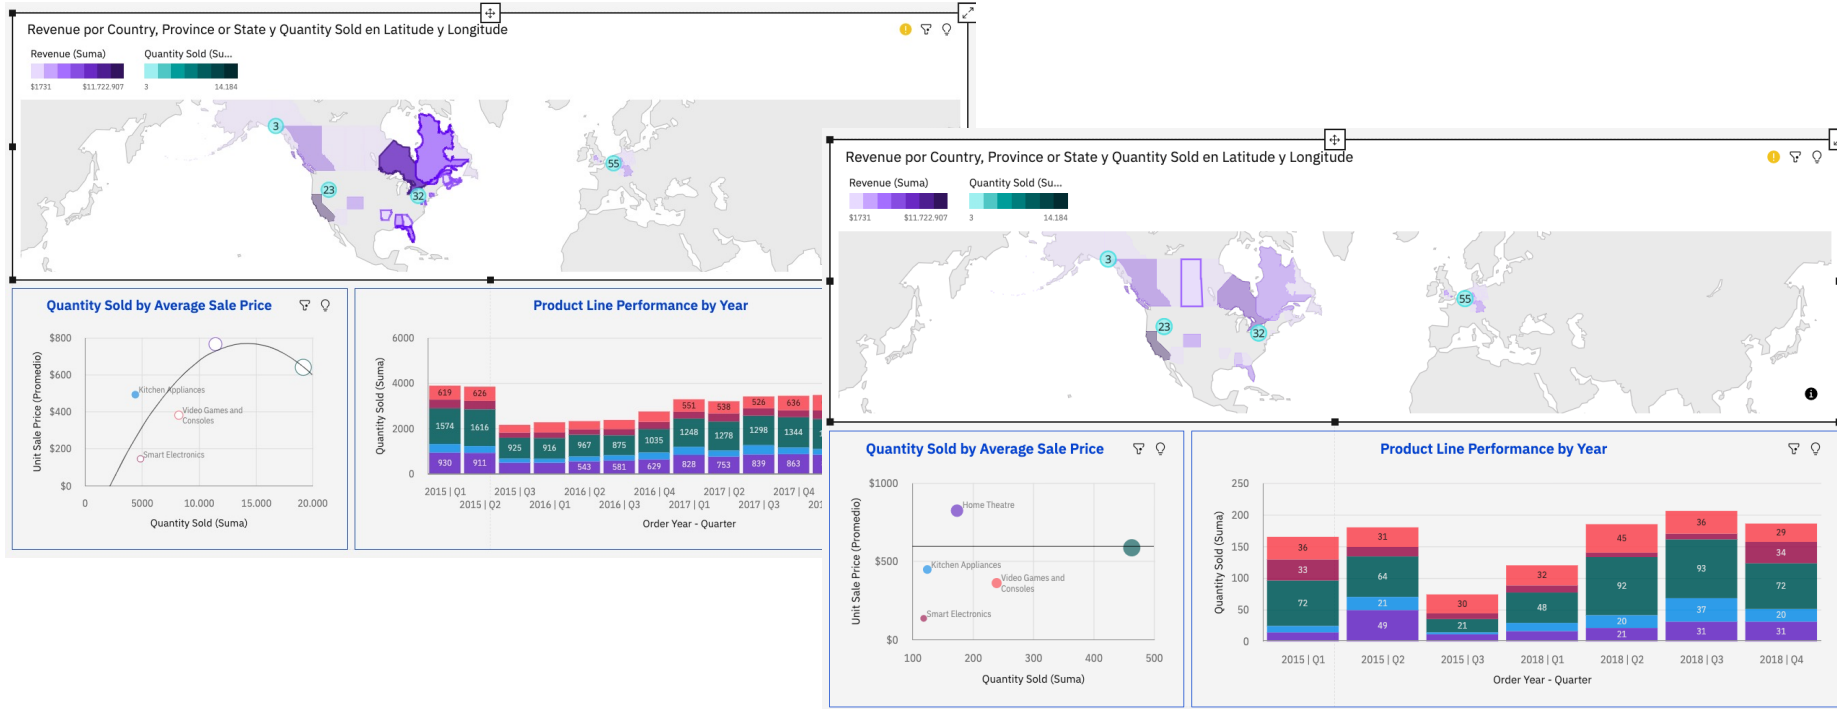 Revenue por Country, Province or State y Quantity Sold en Latitude y Longitude
Revenue (Suma)
Quantity Sold (Su...
$1731
$11.722.907
3
14.184
3
23
32
55
Quantity Sold by Average Sale Price
Unit Sale Price (Promedio)
$800
$600
$400
$200
$0
Kitchen Appliances
Video Games and
Consoles
Smart Electronics
0
5000
10.000
15.000
20.000
Quantity Sold (Suma)
Product Line Performance by Year
Quantity Sold (Suma)
6000
4000
2000
0
619
626
551
538
526
636
1574
1616
925
916
967
875
1035
1248
1278
1298
1344
1
930
911
543
581
629
828
753
839
863
2015 | Q1
2015 | Q3
2016 | Q2
2016 | Q4
2017 | Q2
2017 | Q4
2015 | Q2
2016 | Q1
2016 | Q3
2017 | Q1
2017 | Q3
Order Year - Quarter
Revenue por Country, Province or State y Quantity Sold en Latitude y Longitude
Revenue (Suma)
Quantity Sold (Su...
$1731
$11.722.907
3
14.184
3
23
32
55
Quantity Sold by Average Sale Price
Unit Sale Price (Promedio)
$1000
$500
$0
Home Theatre
Kitchen Appliances
Video Games and
Consoles
Smart Electronics
100
200
300
400
500
Quantity Sold (Suma)
Product Line Performance by Year
Quantity Sold (Suma)
250
200
150
100
50
0
36
33
72
31
64
21
49
30
21
32
48
45
92
20
21
36
93
37
31
29
34
72
20
31
2015 | Q1
2015 | Q2
2015 | Q3
2018 | Q1
2018 | Q2
2018 | Q3
2018 | Q4
Order Year - Quarter